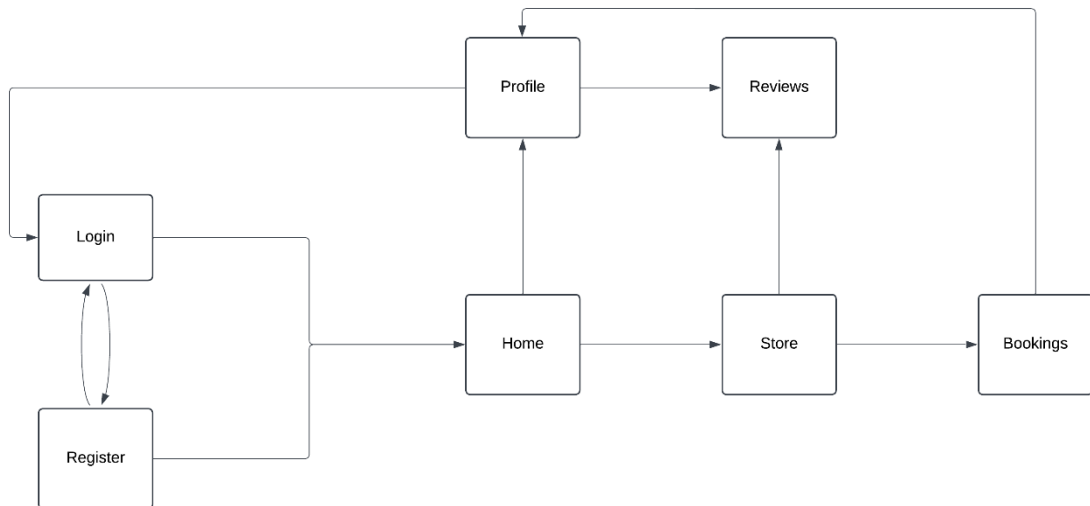 Profile
Reviews
Login
Home
Store
Bookings
Register